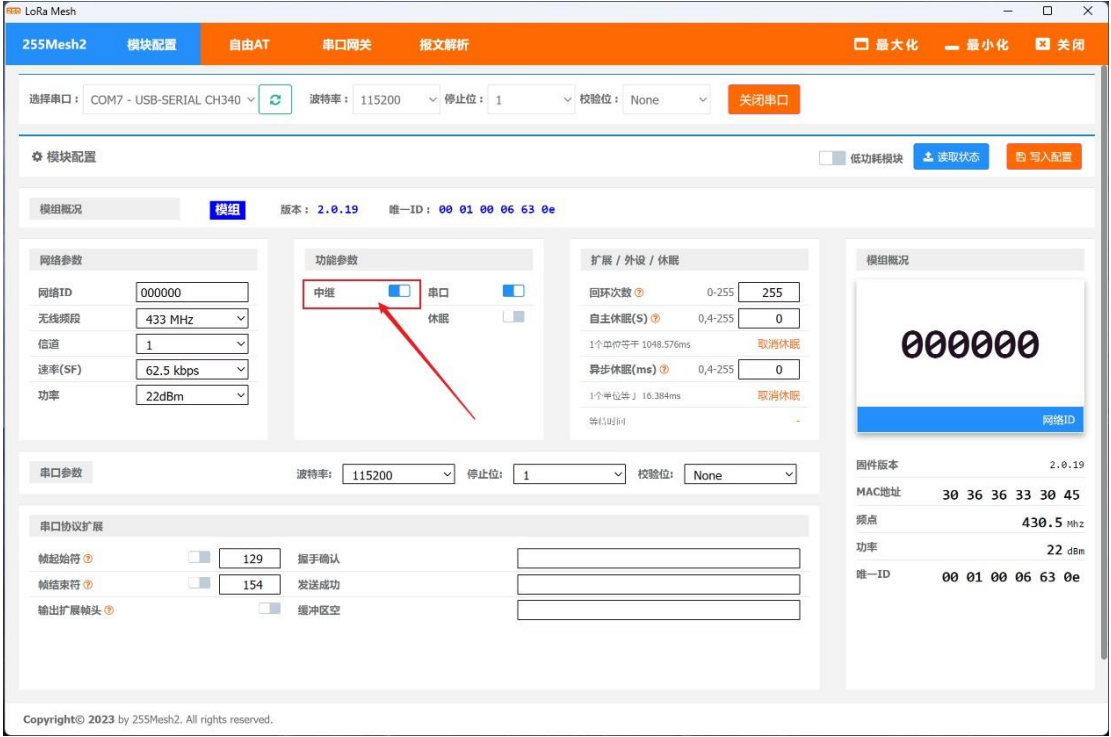 LoRa Mesh
255Mesh2 模块配置 自由AT 串口网关 报文解析 最大化 最小化 关闭
选择串口： COM7 - USB-SERIAL CH340 波特率： 115200 停止位： 1 校验位： None 关闭串口
模块配置 低功耗模块 读取状态 写入配置
模组概况 模组 版本：2.0.19 唯一ID：00 01 00 06 63 0e
网络参数 功能参数 扩展 / 外设 / 休眠 模组概况
网络ID 000000 中继 串口 回环次数 0-255 255
无线频段 433 MHz 休眠 自主休眠(S) 0,4-255 0
信道 1 1个单位等于 1048.576ms 取消休眠 000000
速率(SF) 62.5 kbps 异步休眠(ms) 0,4-255 0
功率 22dBm 1个单位等于 16.384ms 取消休眠
等待时间 - 网络ID
串口参数 波特率: 115200 停止位: 1 校验位: None
固件版本 2.0.19
MAC地址 30 36 36 33 30 45
频点 430.5 Mhz
功率 22 dBm
唯一ID 00 01 00 06 63 0e
串口协议扩展
帧起始符 129 握手确认
帧结束符 154 发送成功
输出扩展帧头 缓冲区空
Copyright© 2023 by 255Mesh2. All rights reserved.